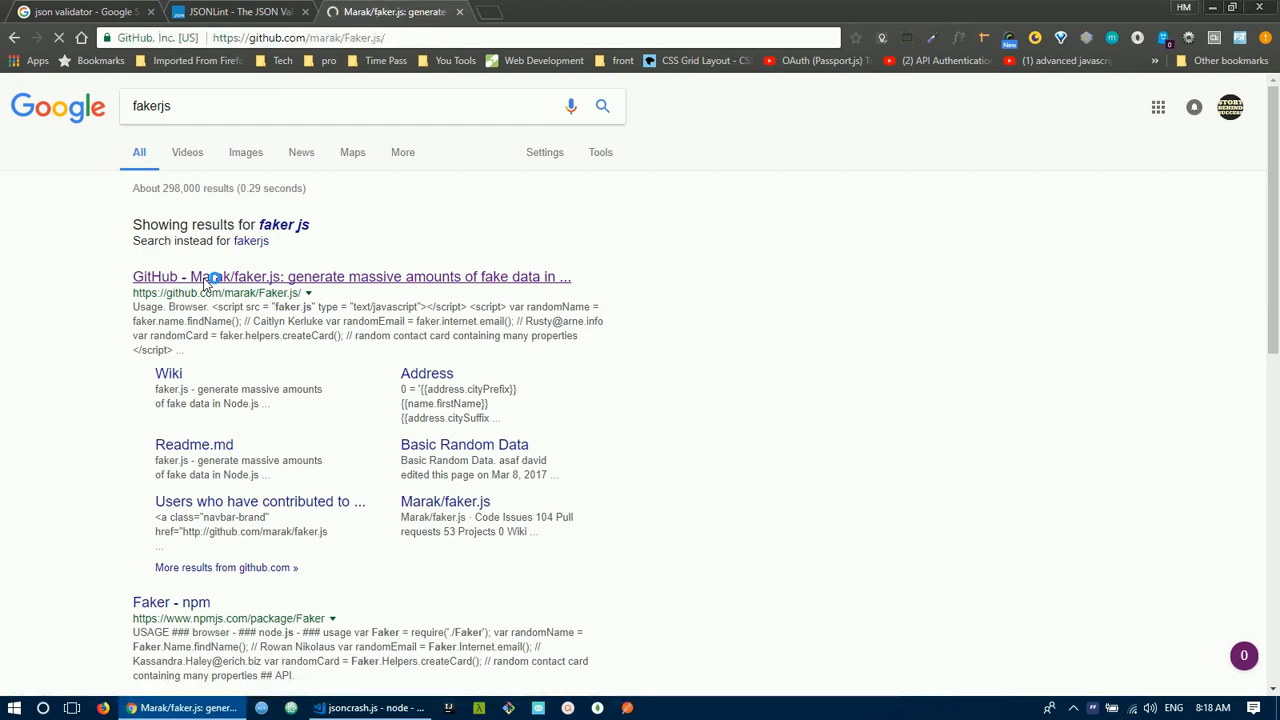 json validator - Google S
JSONLint - The JSON Val
Marak/faker.js: generate
HM
GitHub, Inc. [US]
https://github.com/marak/Faker.js/
Apps
Bookmarks
Imported From Firef
Tech
pro
Time Pass
You Tools
Web Development
front
CSS Grid Layout - CS
OAuth (Passport.js) T
(2) API Authenticatio
(1) advanced javascrip
»
Other bookmarks
New
0
Google
fakerjs
All
Videos
Images
News
Maps
More
Settings
Tools
About 298,000 results (0.29 seconds)
Showing results for faker js
Search instead for fakerjs
GitHub - Marak/faker.js: generate massive amounts of fake data in ...
https://github.com/marak/Faker.js/
Usage. Browser. <script src = "faker.js" type = "text/javascript"></script> <script> var randomName =
faker.name.findName(); // Caitlyn Kerluke var randomEmail = faker.internet.email(); // Rusty@arne.info
var randomCard = faker.helpers.createCard(); // random contact card containing many properties
</script> ...
Wiki
faker.js - generate massive amounts
of fake data in Node.js ...
Address
0 = '{{address.cityPrefix}}
{{name.firstName}}
{{address.citySuffix ...
Readme.md
faker.js - generate massive amounts
of fake data in Node.js ...
Basic Random Data
Basic Random Data. asaf david
edited this page on Mar 8, 2017 ...
Users who have contributed to ...
<a class="navbar-brand"
href="http://github.com/marak/faker.js
...
Marak/faker.js
Marak/faker.js · Code Issues 104 Pull
requests 53 Projects 0 Wiki ...
More results from github.com »
Faker - npm
https://www.npmjs.com/package/Faker
USAGE ### browser - ### node.js - ### usage var Faker = require('./Faker'); var randomName =
Faker.Name.findName(); // Rowan Nikolaus var randomEmail = Faker.Internet.email(); //
Kassandra.Haley@erich.biz var randomCard = Faker.Helpers.createCard(); // random contact card
containing many properties ## API.
0
Marak/faker.js: gener...
jsoncrash.js - node - ...
ENG
8:18 AM